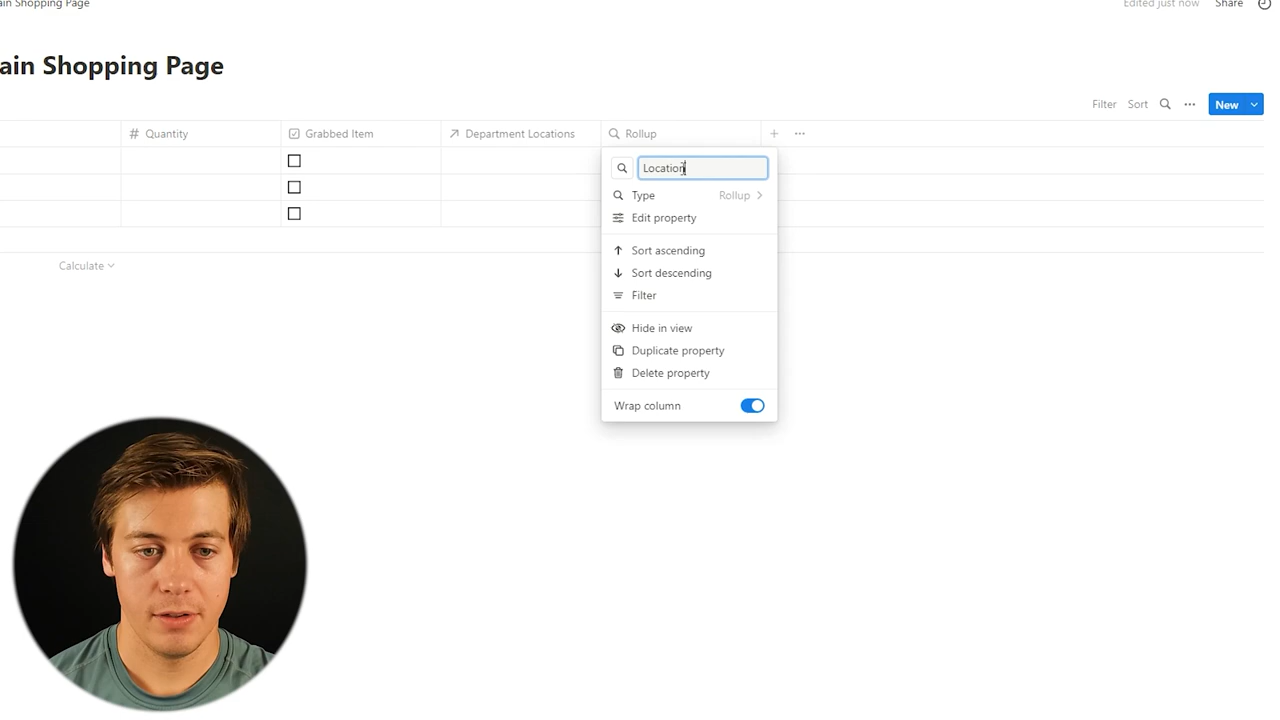 ain Shopping Page
Edited just now Share
ain Shopping Page
Filter Sort New
# Quantity Grabbed Item Department Locations Rollup
Location
Type Rollup
Edit property
Sort ascending
Sort descending
Filter
Hide in view
Duplicate property
Delete property
Wrap column
Calculate